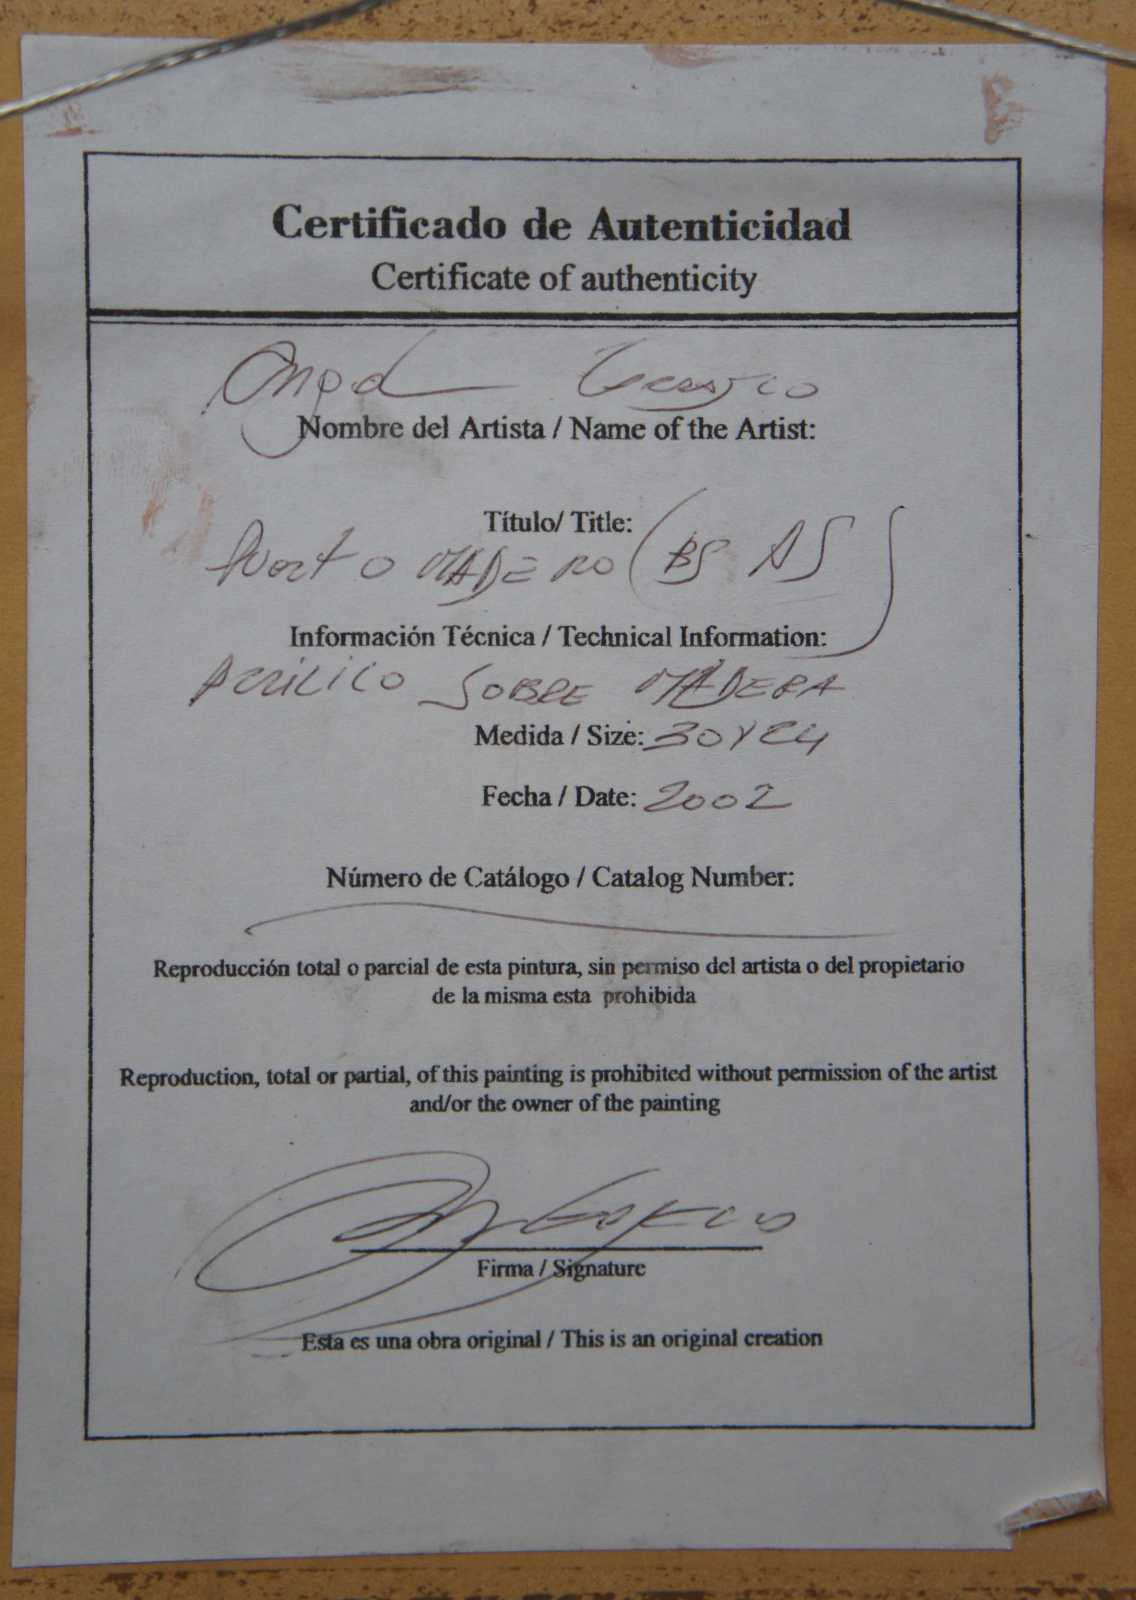 Certificado de Autenticidad
Certificate of authenticity
Angel
Nombre del Artista / Name of the Artist:
Título/ Title:
Puerto MADERO (BS AS)
Información Técnica / Technical Information:
Acrilico SOBRE MADERA
Medida / Size: 30 x 24
Fecha / Date: 2002
Número de Catálogo / Catalog Number:
Reproducción total o parcial de esta pintura, sin permiso del artista o del propietario
de la misma esta prohibida
Reproduction, total or partial, of this painting is prohibited without permission of the artist
and/or the owner of the painting
Firma / Signature
Esta es una obra original / This is an original creation